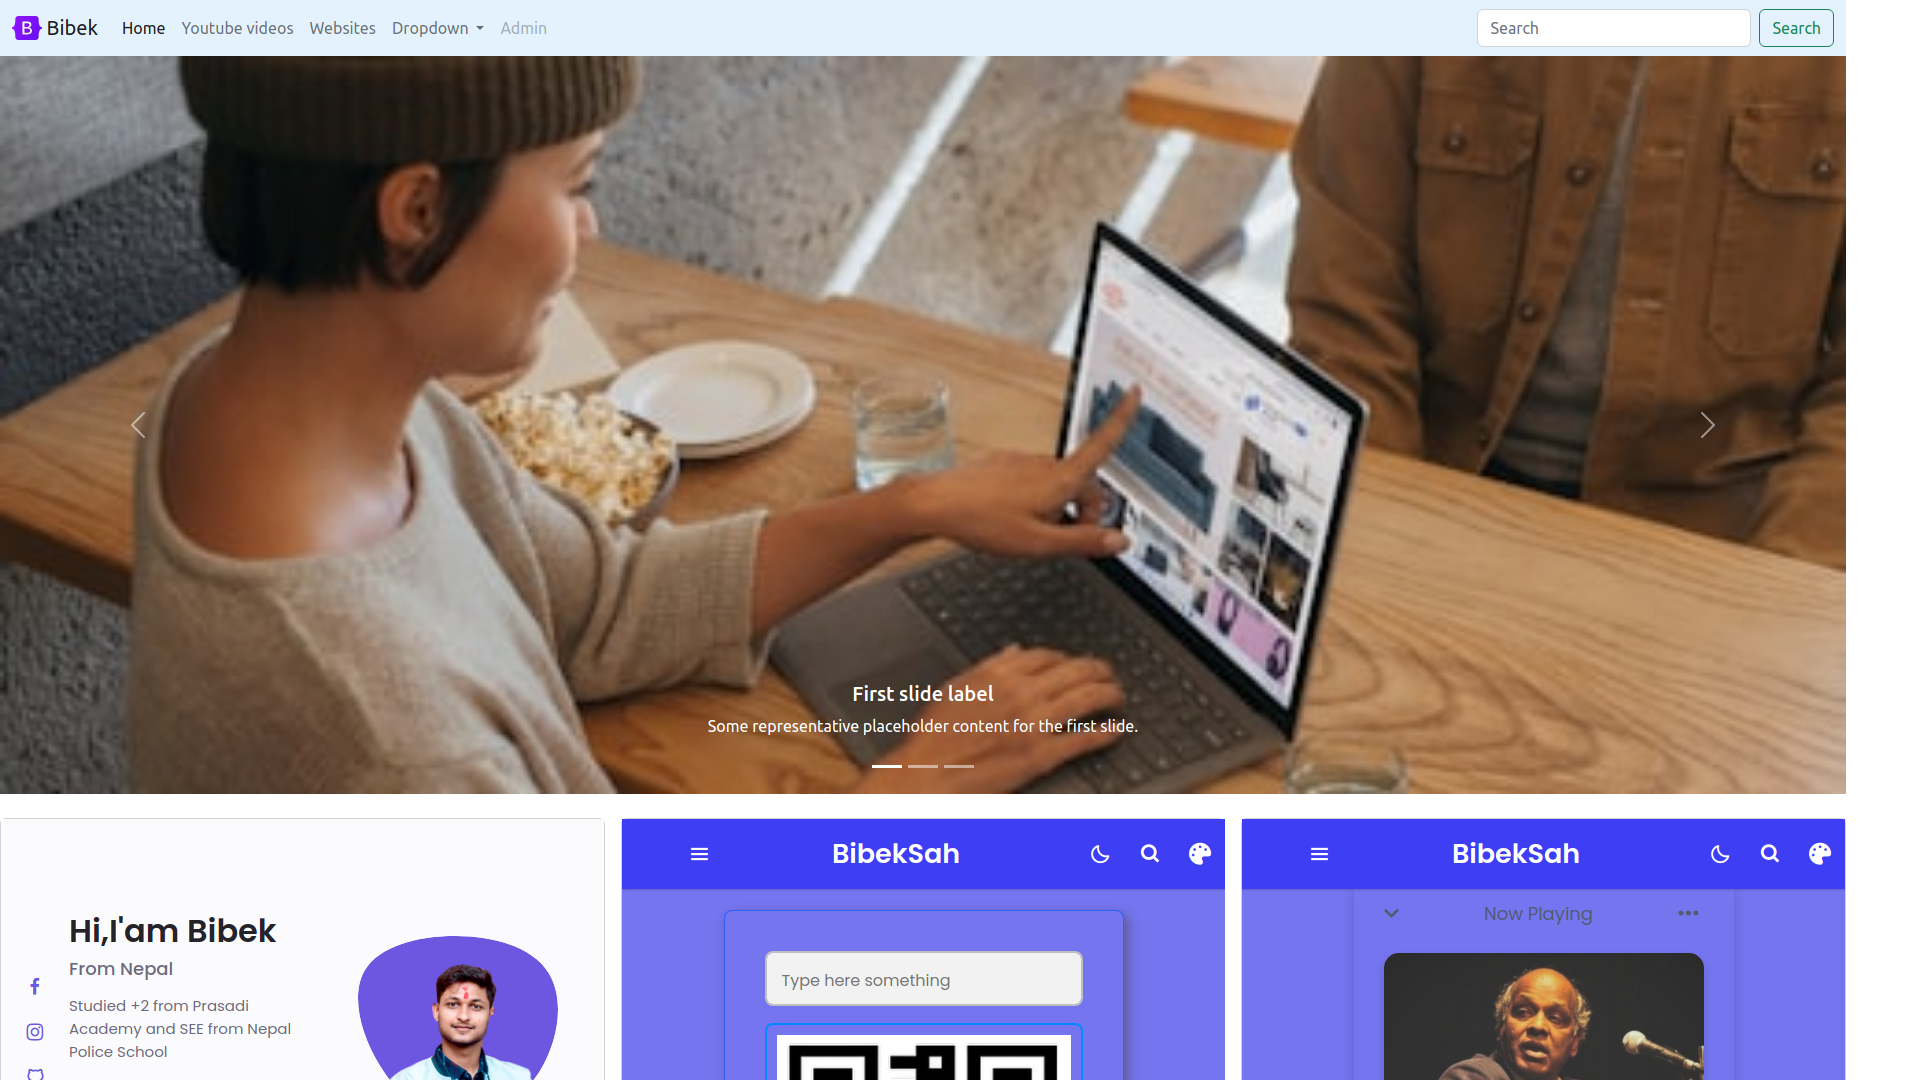 B Bibek Home Youtube videos Websites Dropdown Admin Search Search
First slide label
Some representative placeholder content for the first slide.
Hi,I'am Bibek
From Nepal
Studied +2 from Prasadi
Academy and SEE from Nepal
Police School
BibekSah
Type here something
BibekSah
Now Playing